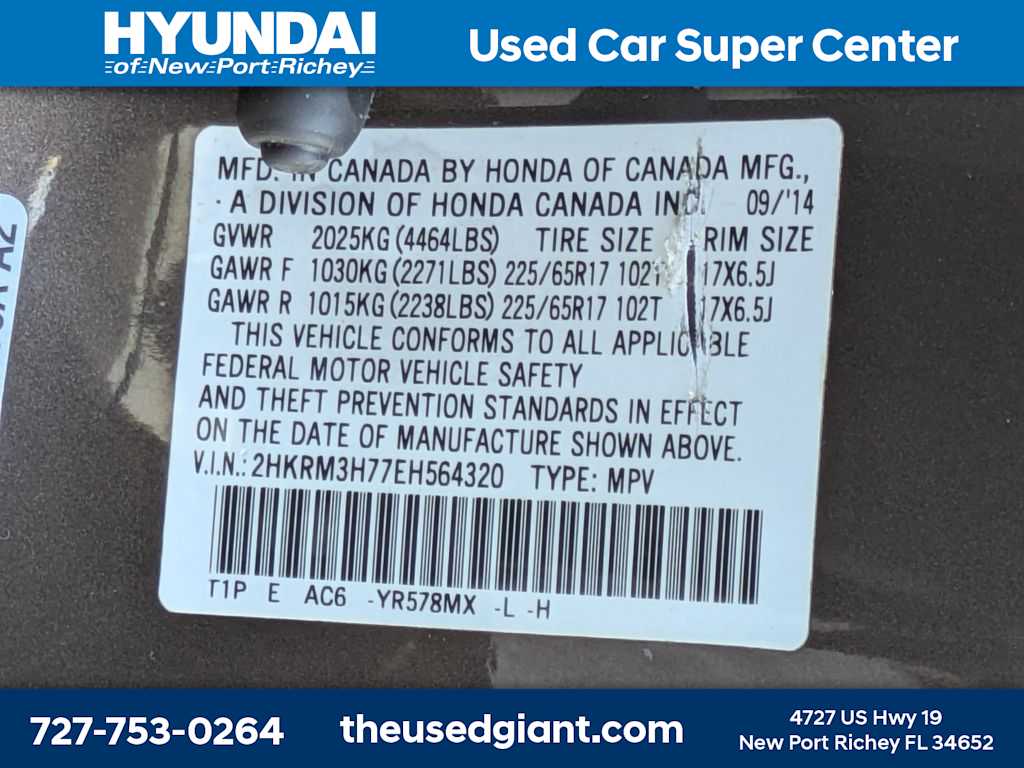 HYUNDAI
of New Port Richey
Used Car Super Center
MFD. IN CANADA BY HONDA OF CANADA MFG.,
A DIVISION OF HONDA CANADA INC. 09/'14
GVWR 2025KG (4464LBS) TIRE SIZE RIM SIZE
GAWR F 1030KG (2271LBS) 225/65R17 102T 17X6.5J
GAWR R 1015KG (2238LBS) 225/65R17 102T 17X6.5J
THIS VEHICLE CONFORMS TO ALL APPLICABLE
FEDERAL MOTOR VEHICLE SAFETY
AND THEFT PREVENTION STANDARDS IN EFFECT
ON THE DATE OF MANUFACTURE SHOWN ABOVE.
V.I.N.: 2HKRM3H77EH564320 TYPE: MPV
T1P E AC6 -YR578MX -L -H
727-753-0264
theusedgiant.com
4727 US Hwy 19
New Port Richey FL 34652